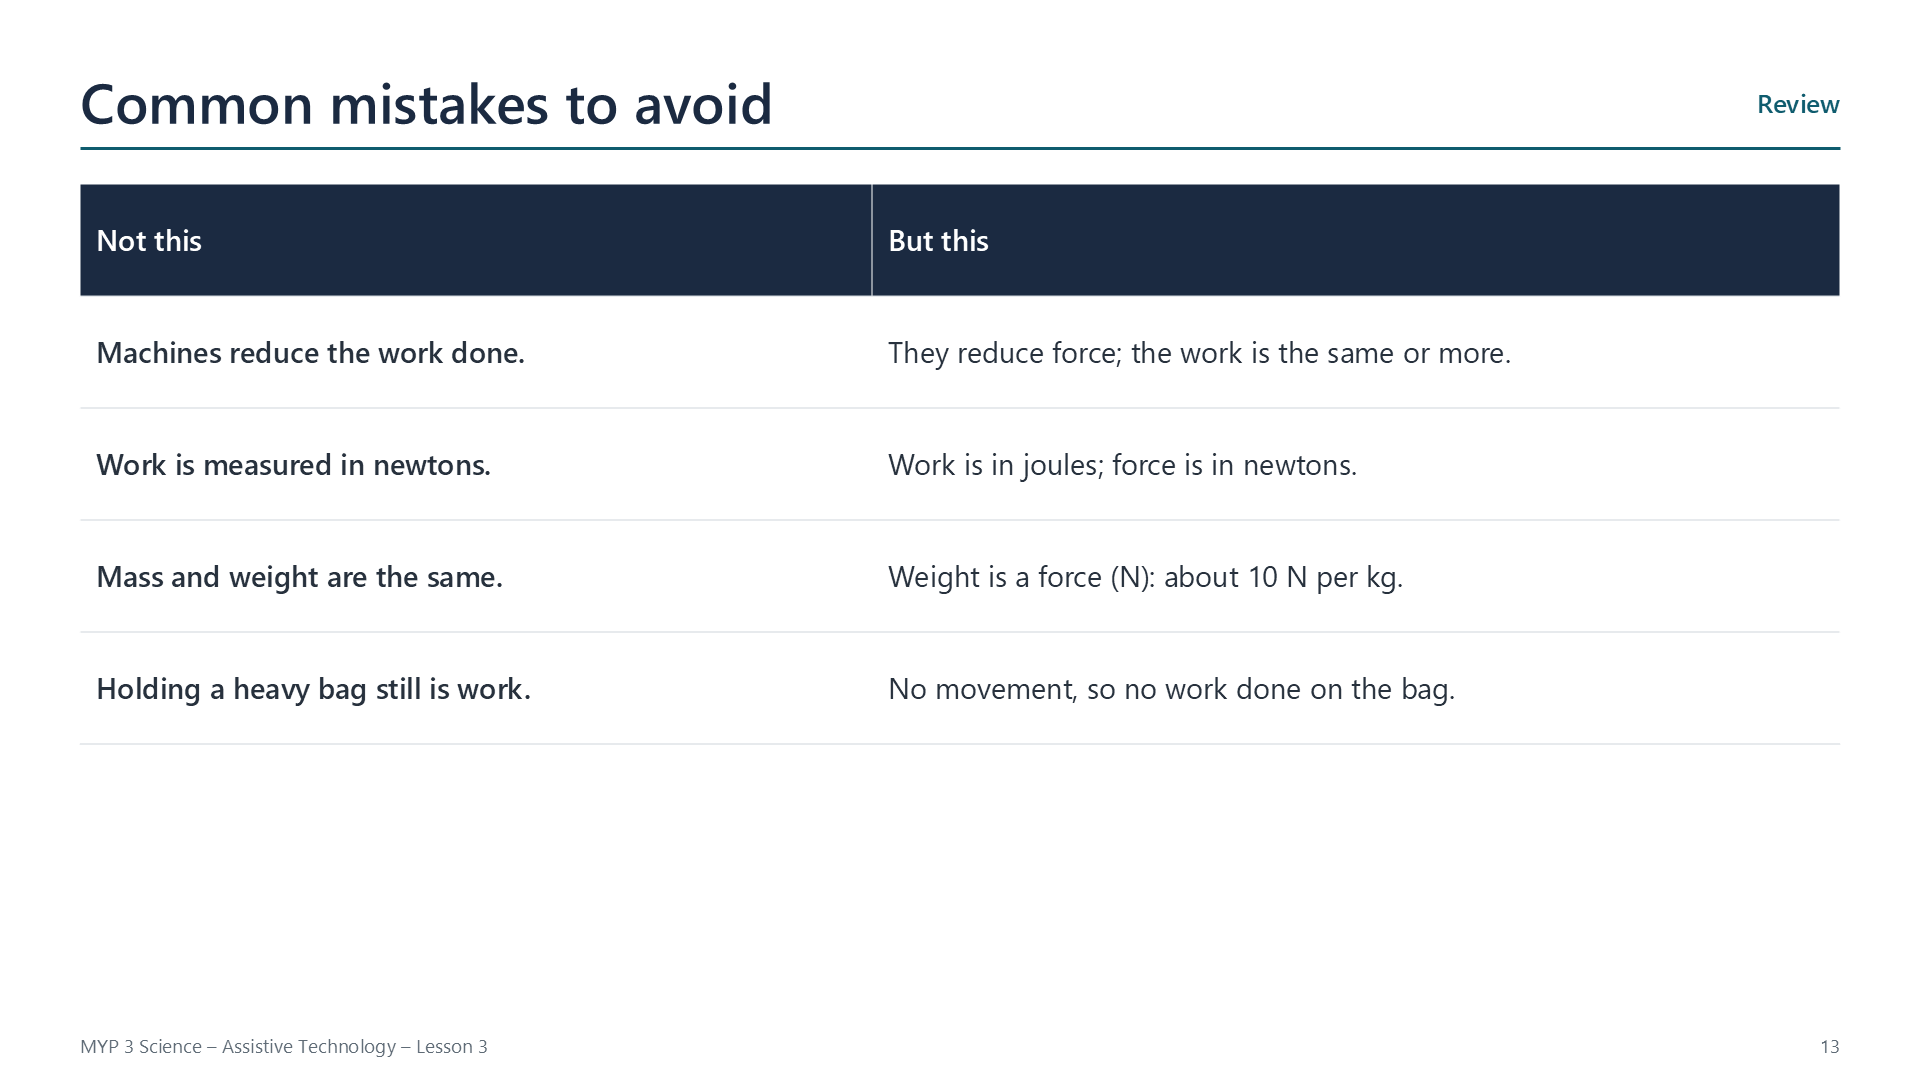 Common mistakes to avoid
Review
Not this
But this
Machines reduce the work done.
They reduce force; the work is the same or more.
Work is measured in newtons.
Work is in joules; force is in newtons.
Mass and weight are the same.
Weight is a force (N): about 10 N per kg.
Holding a heavy bag still is work.
No movement, so no work done on the bag.
MYP 3 Science – Assistive Technology – Lesson 3
13